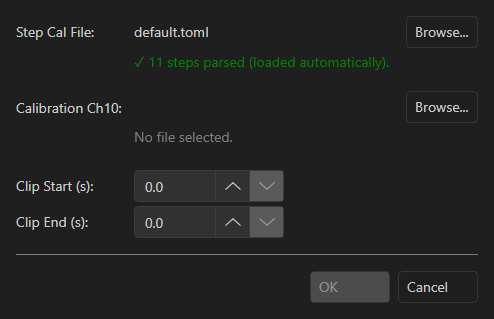 Step Cal File: default.toml Browse...
✓ 11 steps parsed (loaded automatically).
Calibration Ch10: Browse...
No file selected.
Clip Start (s): 0.0
Clip End (s): 0.0
OK Cancel